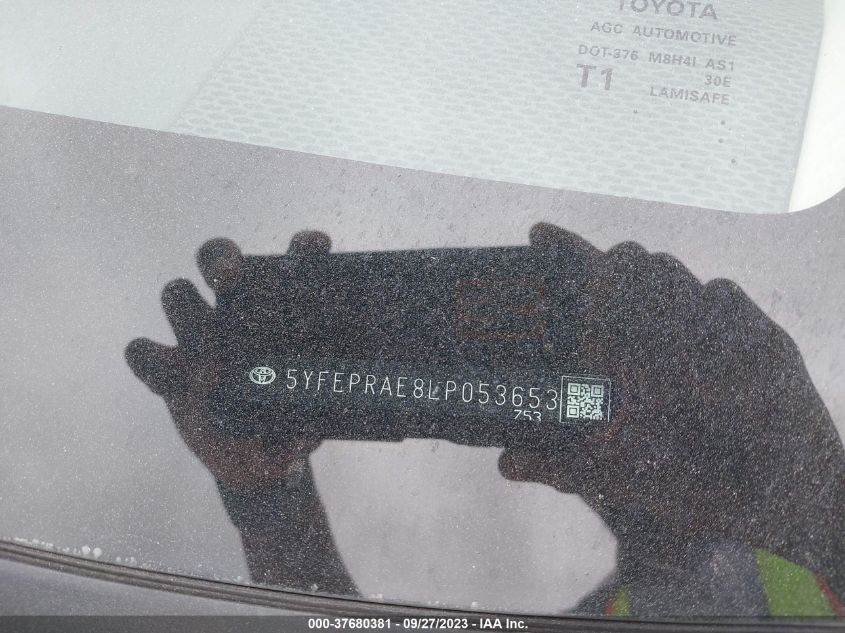 TOYOTA
AGC AUTOMOTIVE
DOT-376 M8H4I AS1
30E
T1
LAMISAFE
5YFEPRAE8LP053653
Z53
000-37680381 - 09/27/2023 - IAA Inc.